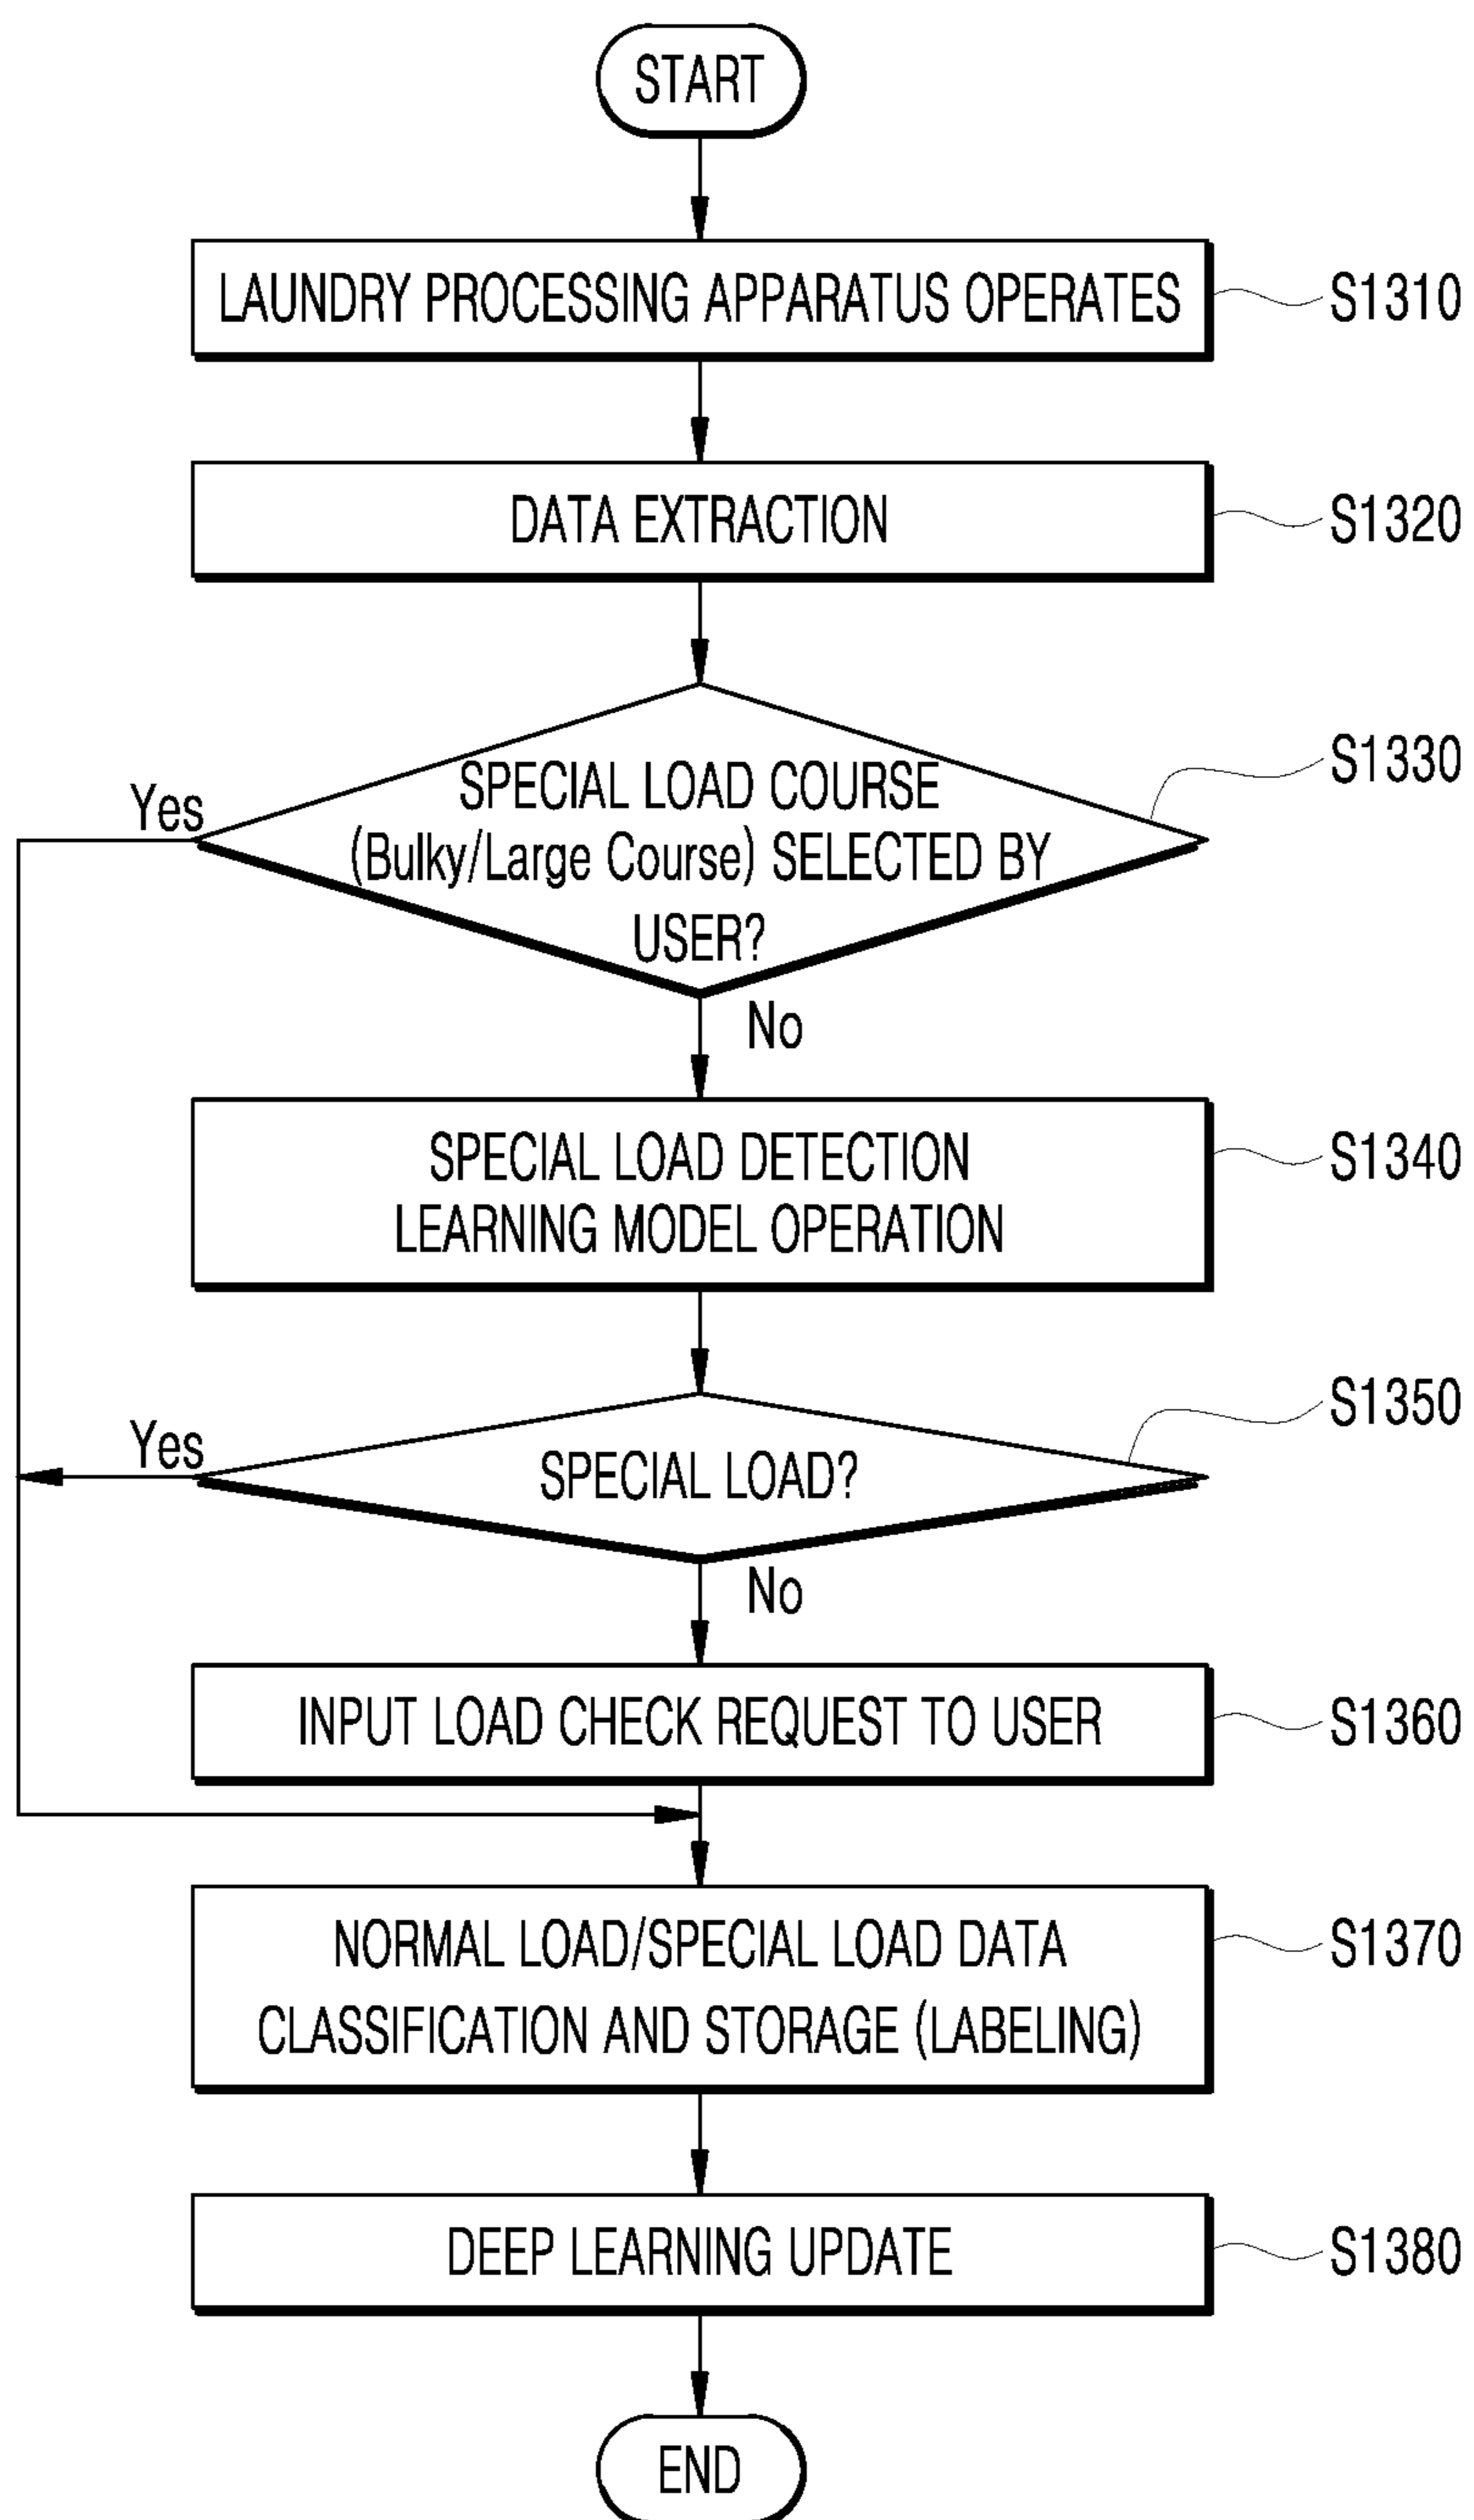 START
LAUNDRY PROCESSING APPARATUS OPERATES
S1310
DATA EXTRACTION
S1320
SPECIAL LOAD COURSE
(Bulky/Large Course) SELECTED BY
USER?
S1330
Yes
No
SPECIAL LOAD DETECTION
LEARNING MODEL OPERATION
S1340
SPECIAL LOAD?
S1350
Yes
No
INPUT LOAD CHECK REQUEST TO USER
S1360
NORMAL LOAD/SPECIAL LOAD DATA
CLASSIFICATION AND STORAGE (LABELING)
S1370
DEEP LEARNING UPDATE
S1380
END